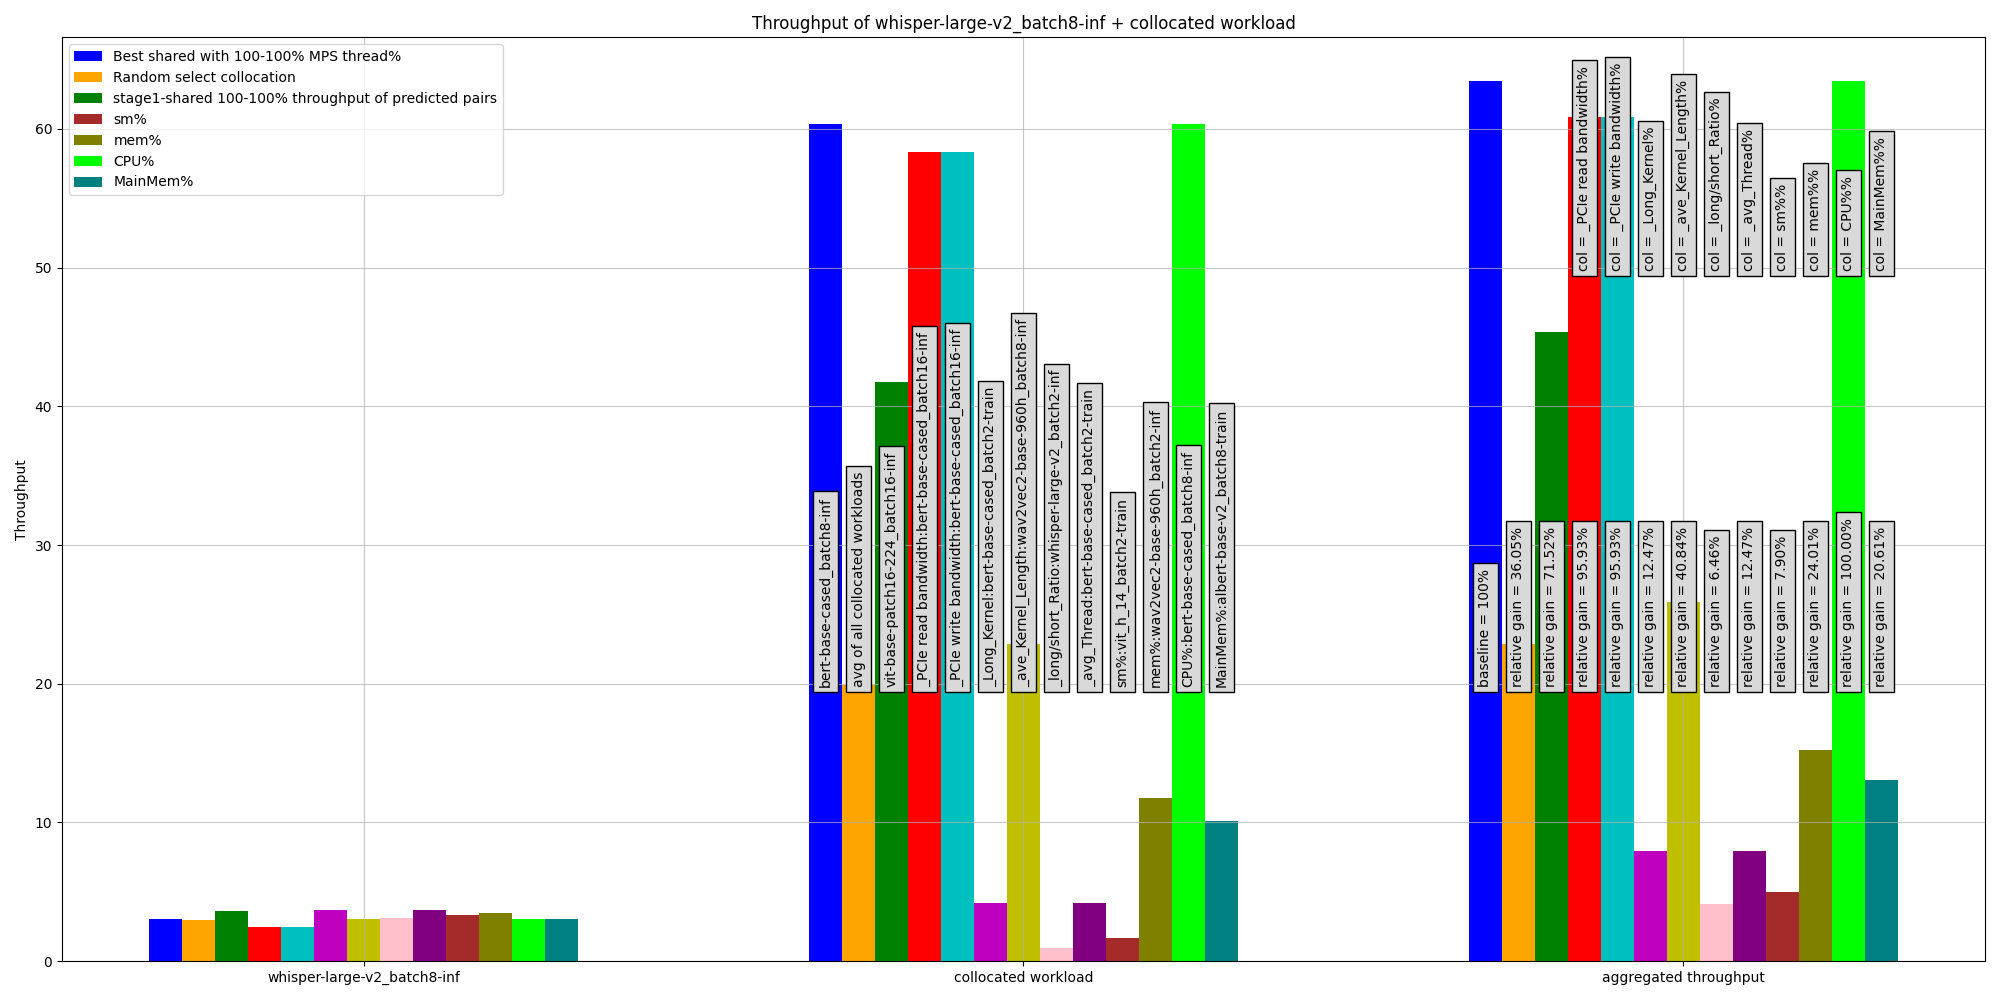 Throughput of whisper-large-v2_batch8-inf + collocated workload
Best shared with 100-100% MPS thread%
Random select collocation
stage1-shared 100-100% throughput of predicted pairs
sm%
mem%
CPU%
MainMem%
Throughput
60
50
40
30
20
10
0
bert-base-cased_batch8-inf
avg of all collocated workloads
vit-base-patch16-224_batch16-inf
_PCIe read bandwidth:bert-base-cased_batch16-inf
_PCIe write bandwidth:bert-base-cased_batch16-inf
_Long_Kernel:bert-base-cased_batch2-train
_ave_Kernel_Length:wav2vec2-base-960h_batch8-inf
_long/short_Ratio:whisper-large-v2_batch2-inf
_avg_Thread:bert-base-cased_batch2-train
sm%:vit_h_14_batch2-train
mem%:wav2vec2-base-960h_batch2-inf
CPU%:bert-base-cased_batch8-inf
MainMem%:albert-base-v2_batch8-train
col = _PCIe read bandwidth%
col = _PCIe write bandwidth%
col = _Long_Kernel%
col = _ave_Kernel_Length%
col = _long/short_Ratio%
col = _avg_Thread%
col = sm%%
col = mem%%
col = CPU%%
col = MainMem%%
baseline = 100%
relative gain = 36.05%
relative gain = 71.52%
relative gain = 95.93%
relative gain = 95.93%
relative gain = 12.47%
relative gain = 40.84%
relative gain = 6.46%
relative gain = 12.47%
relative gain = 7.90%
relative gain = 24.01%
relative gain = 100.00%
relative gain = 20.61%
whisper-large-v2_batch8-inf
collocated workload
aggregated throughput